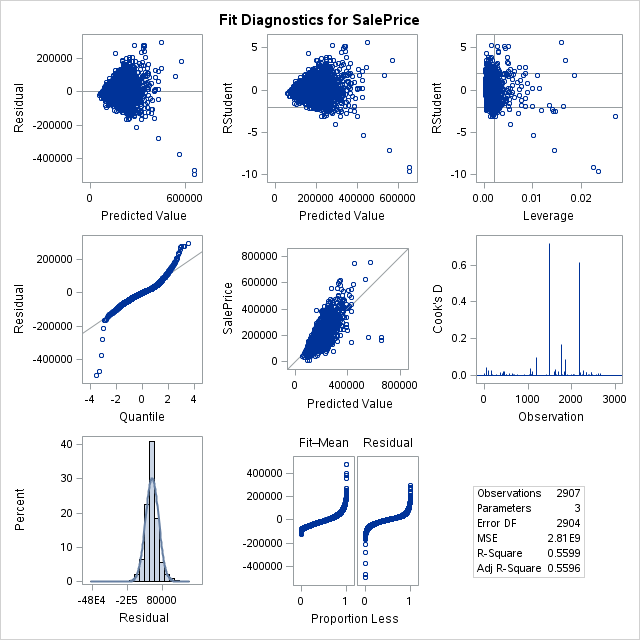 Fit Diagnostics for SalePrice
200000
0
-200000
-400000
Residual
0
600000
Predicted Value
5
0
-5
-10
RStudent
200000 400000 600000
Predicted Value
5
0
-5
-10
RStudent
0.00
0.01
0.02
Leverage
200000
0
-200000
-400000
Residual
-4
-2
0
2
4
Quantile
800000
600000
400000
200000
0
SalePrice
0
400000
800000
Predicted Value
0.6
0.4
0.2
0.0
Cook's D
0
1000
2000
3000
Observation
40
30
20
10
0
Percent
-48E4
-2E5
80000
Residual
Fit–Mean
Residual
400000
200000
0
-200000
-400000
0
1
0
1
Proportion Less
Observations 2907
Parameters 3
Error DF 2904
MSE 2.81E9
R-Square 0.5599
Adj R-Square 0.5596